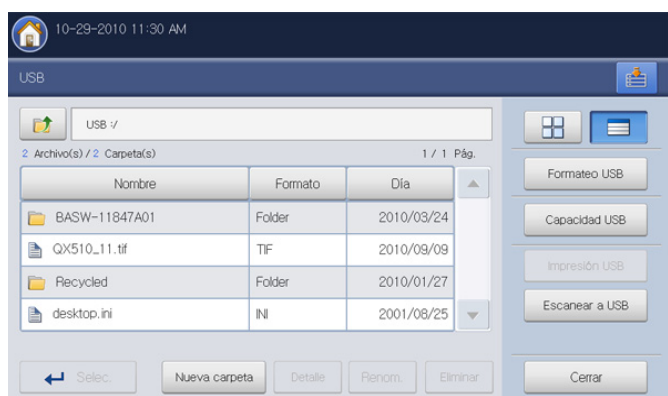 10-29-2010 11:30 AM
USB
USB :/
2 Archivo(s) / 2 Carpeta(s)
1 / 1 Pág.
Nombre Formato Día
BASW-11847A01 Folder 2010/03/24
QX510_11.tif TIF 2010/09/09
Recycled Folder 2010/01/27
desktop.ini INI 2001/08/25
Formateo USB
Capacidad USB
Impresión USB
Escanear a USB
Selec. Nueva carpeta Detalle Renom. Eliminar
Cerrar